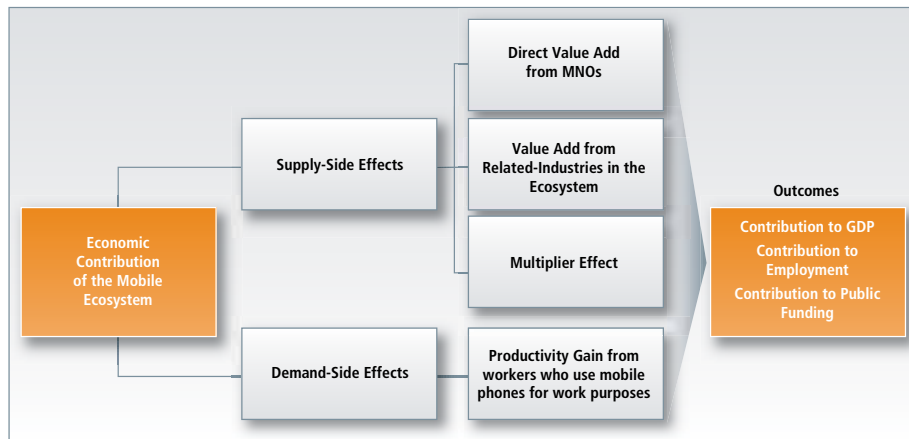 Economic
Contribution
of the Mobile
Ecosystem
Supply-Side Effects
Demand-Side Effects
Direct Value Add
from MNOs
Value Add from
Related-Industries in the
Ecosystem
Multiplier Effect
Productivity Gain from
workers who use mobile
phones for work purposes
Outcomes
Contribution to GDP
Contribution to
Employment
Contribution to Public
Funding